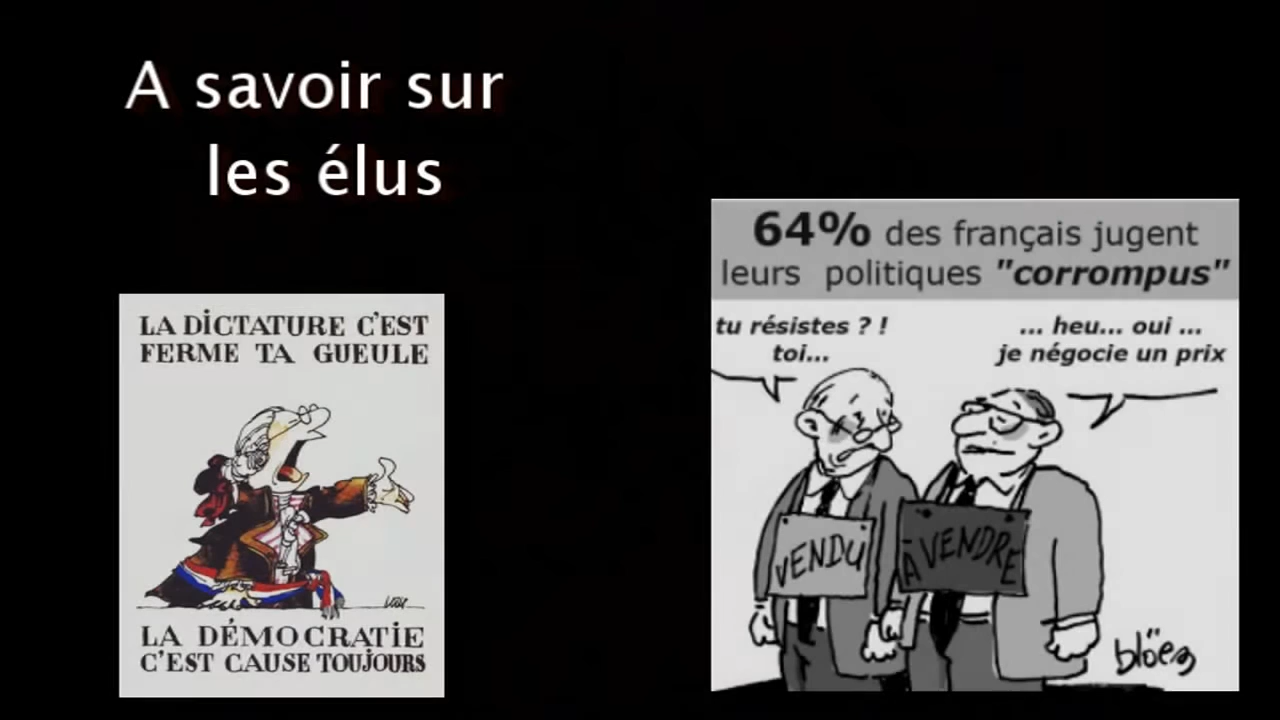 A savoir sur
les élus
LA DICTATURE C'EST
FERME TA GUEULE
LA DÉMOCRATIE
C'EST CAUSE TOUJOURS
64% des français jugent
leurs politiques "corrompus"
tu résistes ? !
toi...
... heu... oui ...
je négocie un prix
VENDU
À VENDRE
blöez